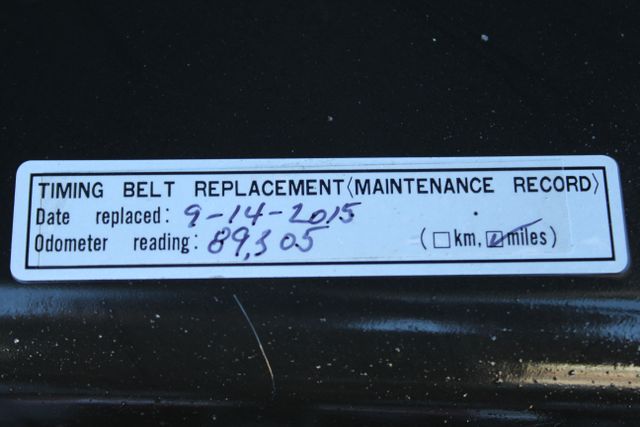 TIMING BELT REPLACEMENT〈MAINTENANCE RECORD〉
Date replaced: 9-14-2015
Odometer reading: 89,305 (☐km, ☑miles)